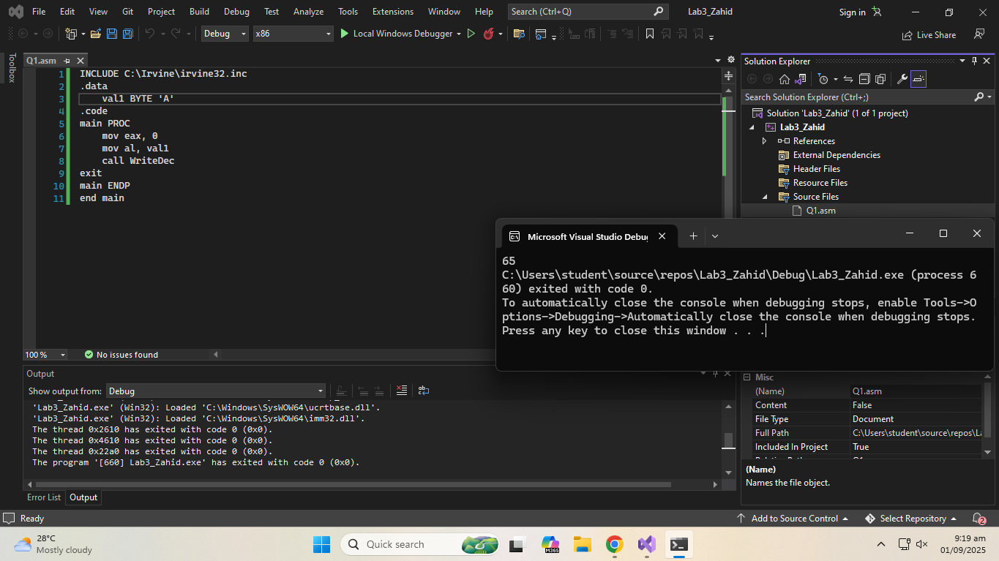 File Edit View Git Project Build Debug Test Analyze Tools Extensions Window Help Search (Ctrl+Q) Lab3_Zahid Sign in
Debug x86 Local Windows Debugger Live Share
Toolbox
Q1.asm
1 INCLUDE C:\Irvine\irvine32.inc
2 .data
3 val1 BYTE 'A'
4 .code
5 main PROC
6 mov eax, 0
7 mov al, val1
8 call WriteDec
9 exit
10 main ENDP
11 end main
100 % No issues found
Solution Explorer
Search Solution Explorer (Ctrl+;)
Solution 'Lab3_Zahid' (1 of 1 project)
Lab3_Zahid
References
External Dependencies
Header Files
Resource Files
Source Files
Q1.asm
Microsoft Visual Studio Debug
65
C:\Users\student\source\repos\Lab3_Zahid\Debug\Lab3_Zahid.exe (process 6
60) exited with code 0.
To automatically close the console when debugging stops, enable Tools->O
ptions->Debugging->Automatically close the console when debugging stops.
Press any key to close this window . . .
Output
Show output from: Debug
'Lab3_Zahid.exe' (Win32): Loaded 'C:\Windows\SysWOW64\ucrtbase.dll'.
'Lab3_Zahid.exe' (Win32): Loaded 'C:\Windows\SysWOW64\imm32.dll'.
The thread 0x2610 has exited with code 0 (0x0).
The thread 0x4610 has exited with code 0 (0x0).
The thread 0x22a0 has exited with code 0 (0x0).
The program '[660] Lab3_Zahid.exe' has exited with code 0 (0x0).
Error List Output
Misc
(Name) Q1.asm
Content False
File Type Document
Full Path C:\Users\student\source\repos\La
Included In Project True
(Name)
Names the file object.
Ready Add to Source Control Select Repository 2
28°C
Mostly cloudy
Quick search
M365
9:19 am
01/09/2025